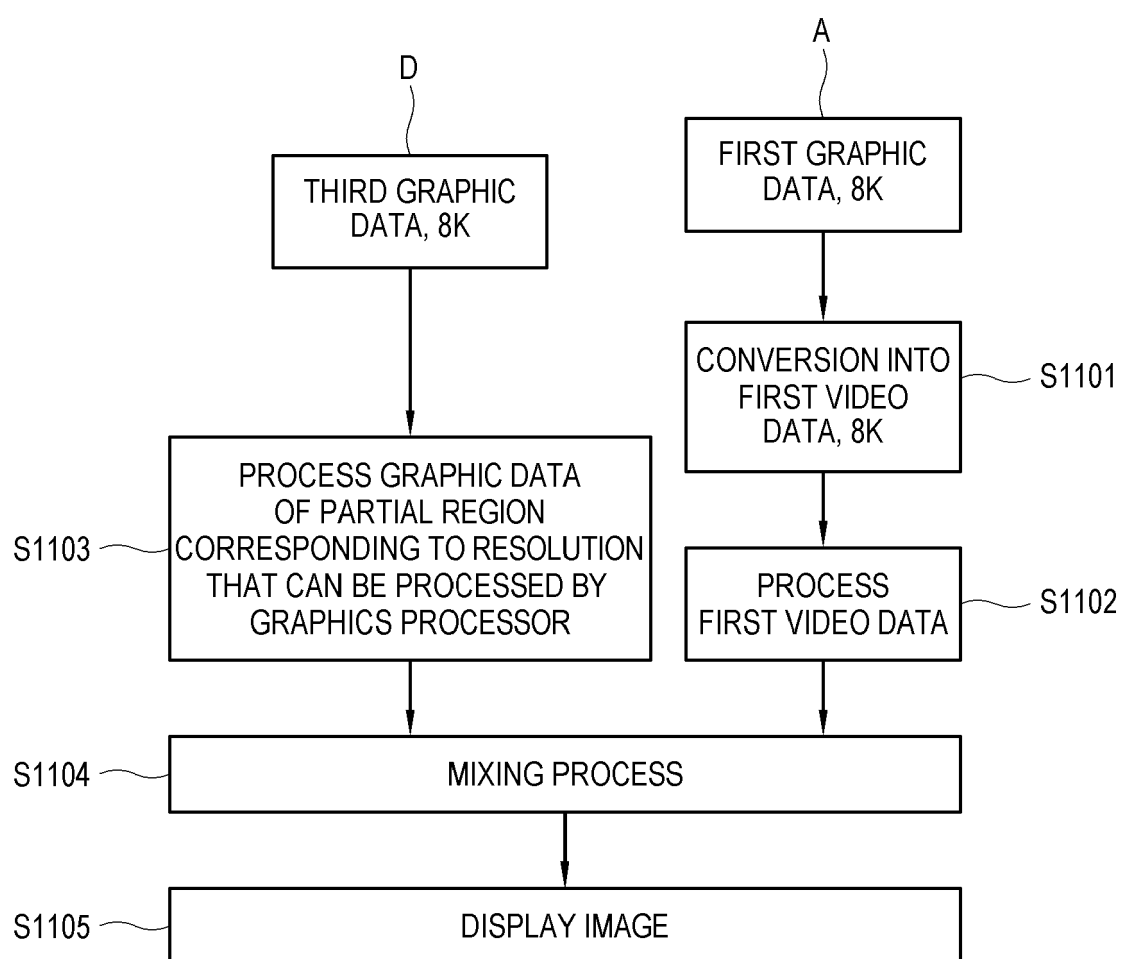 D
A
THIRD GRAPHIC
DATA, 8K
FIRST GRAPHIC
DATA, 8K
CONVERSION INTO
FIRST VIDEO
DATA, 8K
S1101
S1103
PROCESS GRAPHIC DATA
OF PARTIAL REGION
CORRESPONDING TO RESOLUTION
THAT CAN BE PROCESSED BY
GRAPHICS PROCESSOR
PROCESS
FIRST VIDEO DATA
S1102
S1104
MIXING PROCESS
S1105
DISPLAY IMAGE